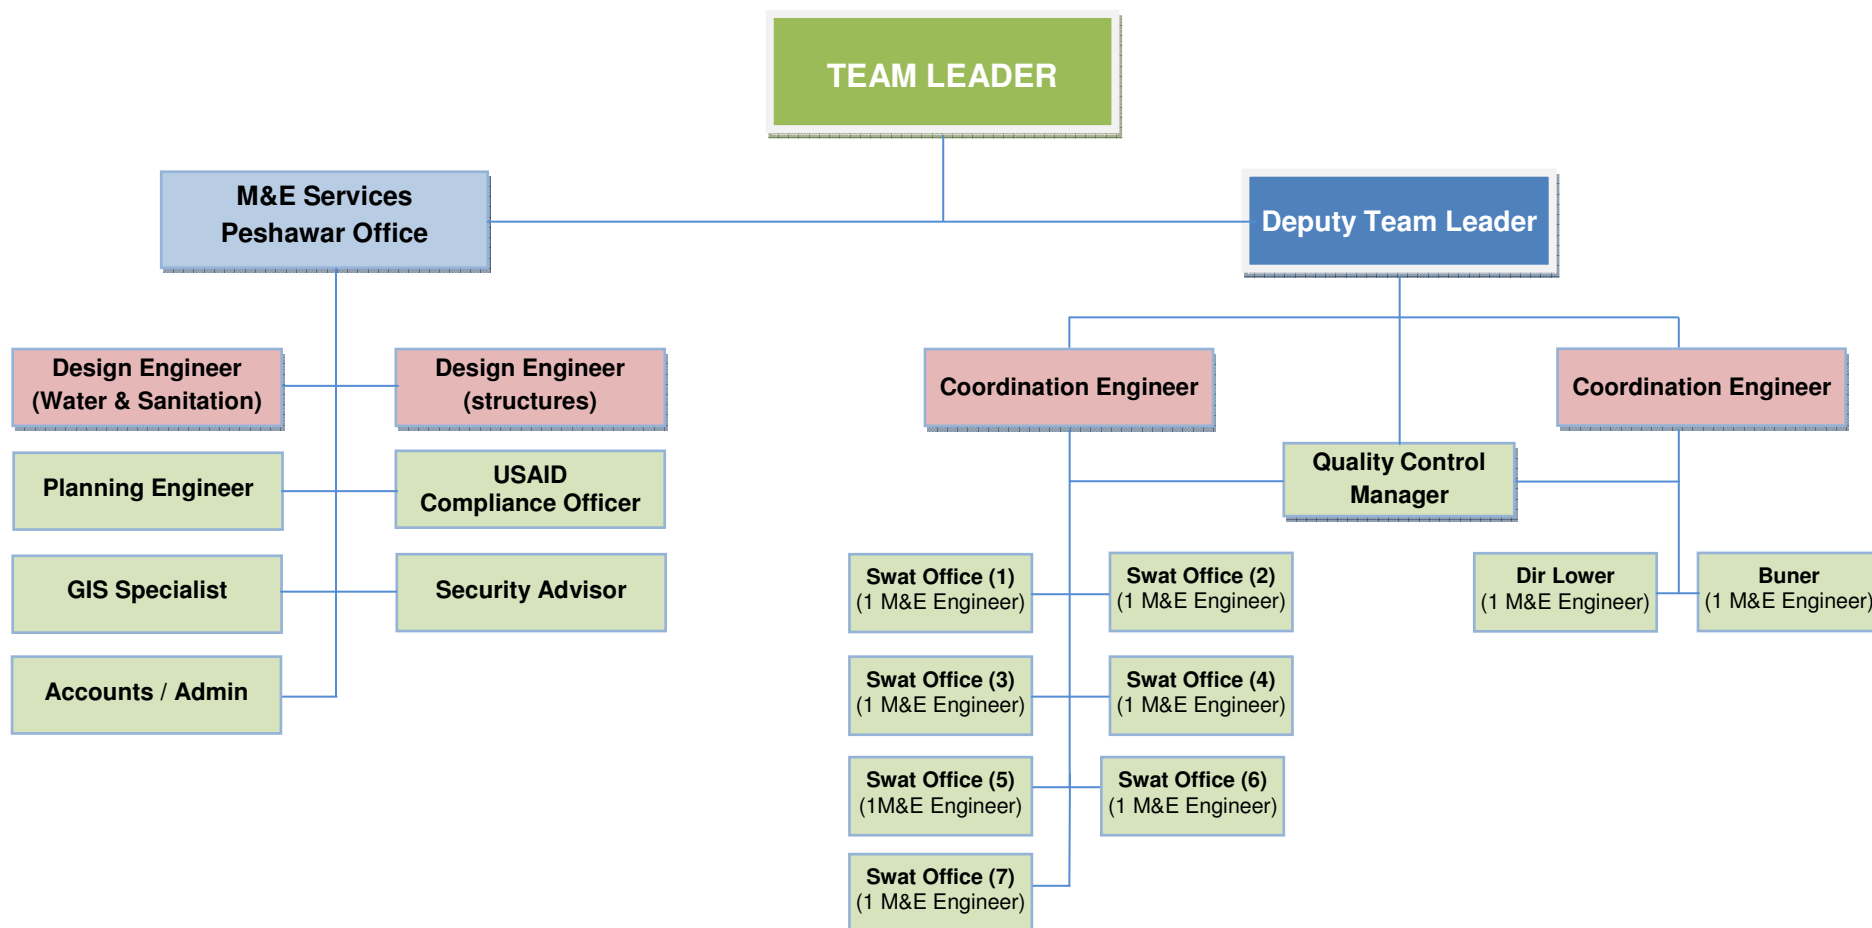 TEAM LEADER
M&E Services
Peshawar Office
Deputy Team Leader
Design Engineer
(Water & Sanitation)
Design Engineer
(structures)
Planning Engineer
USAID
Compliance Officer
GIS Specialist
Security Advisor
Accounts / Admin
Coordination Engineer
Coordination Engineer
Quality Control
Manager
Swat Office (1)
(1 M&E Engineer)
Swat Office (2)
(1 M&E Engineer)
Swat Office (3)
(1 M&E Engineer)
Swat Office (4)
(1 M&E Engineer)
Swat Office (5)
(1M&E Engineer)
Swat Office (6)
(1 M&E Engineer)
Swat Office (7)
(1 M&E Engineer)
Dir Lower
(1 M&E Engineer)
Buner
(1 M&E Engineer)